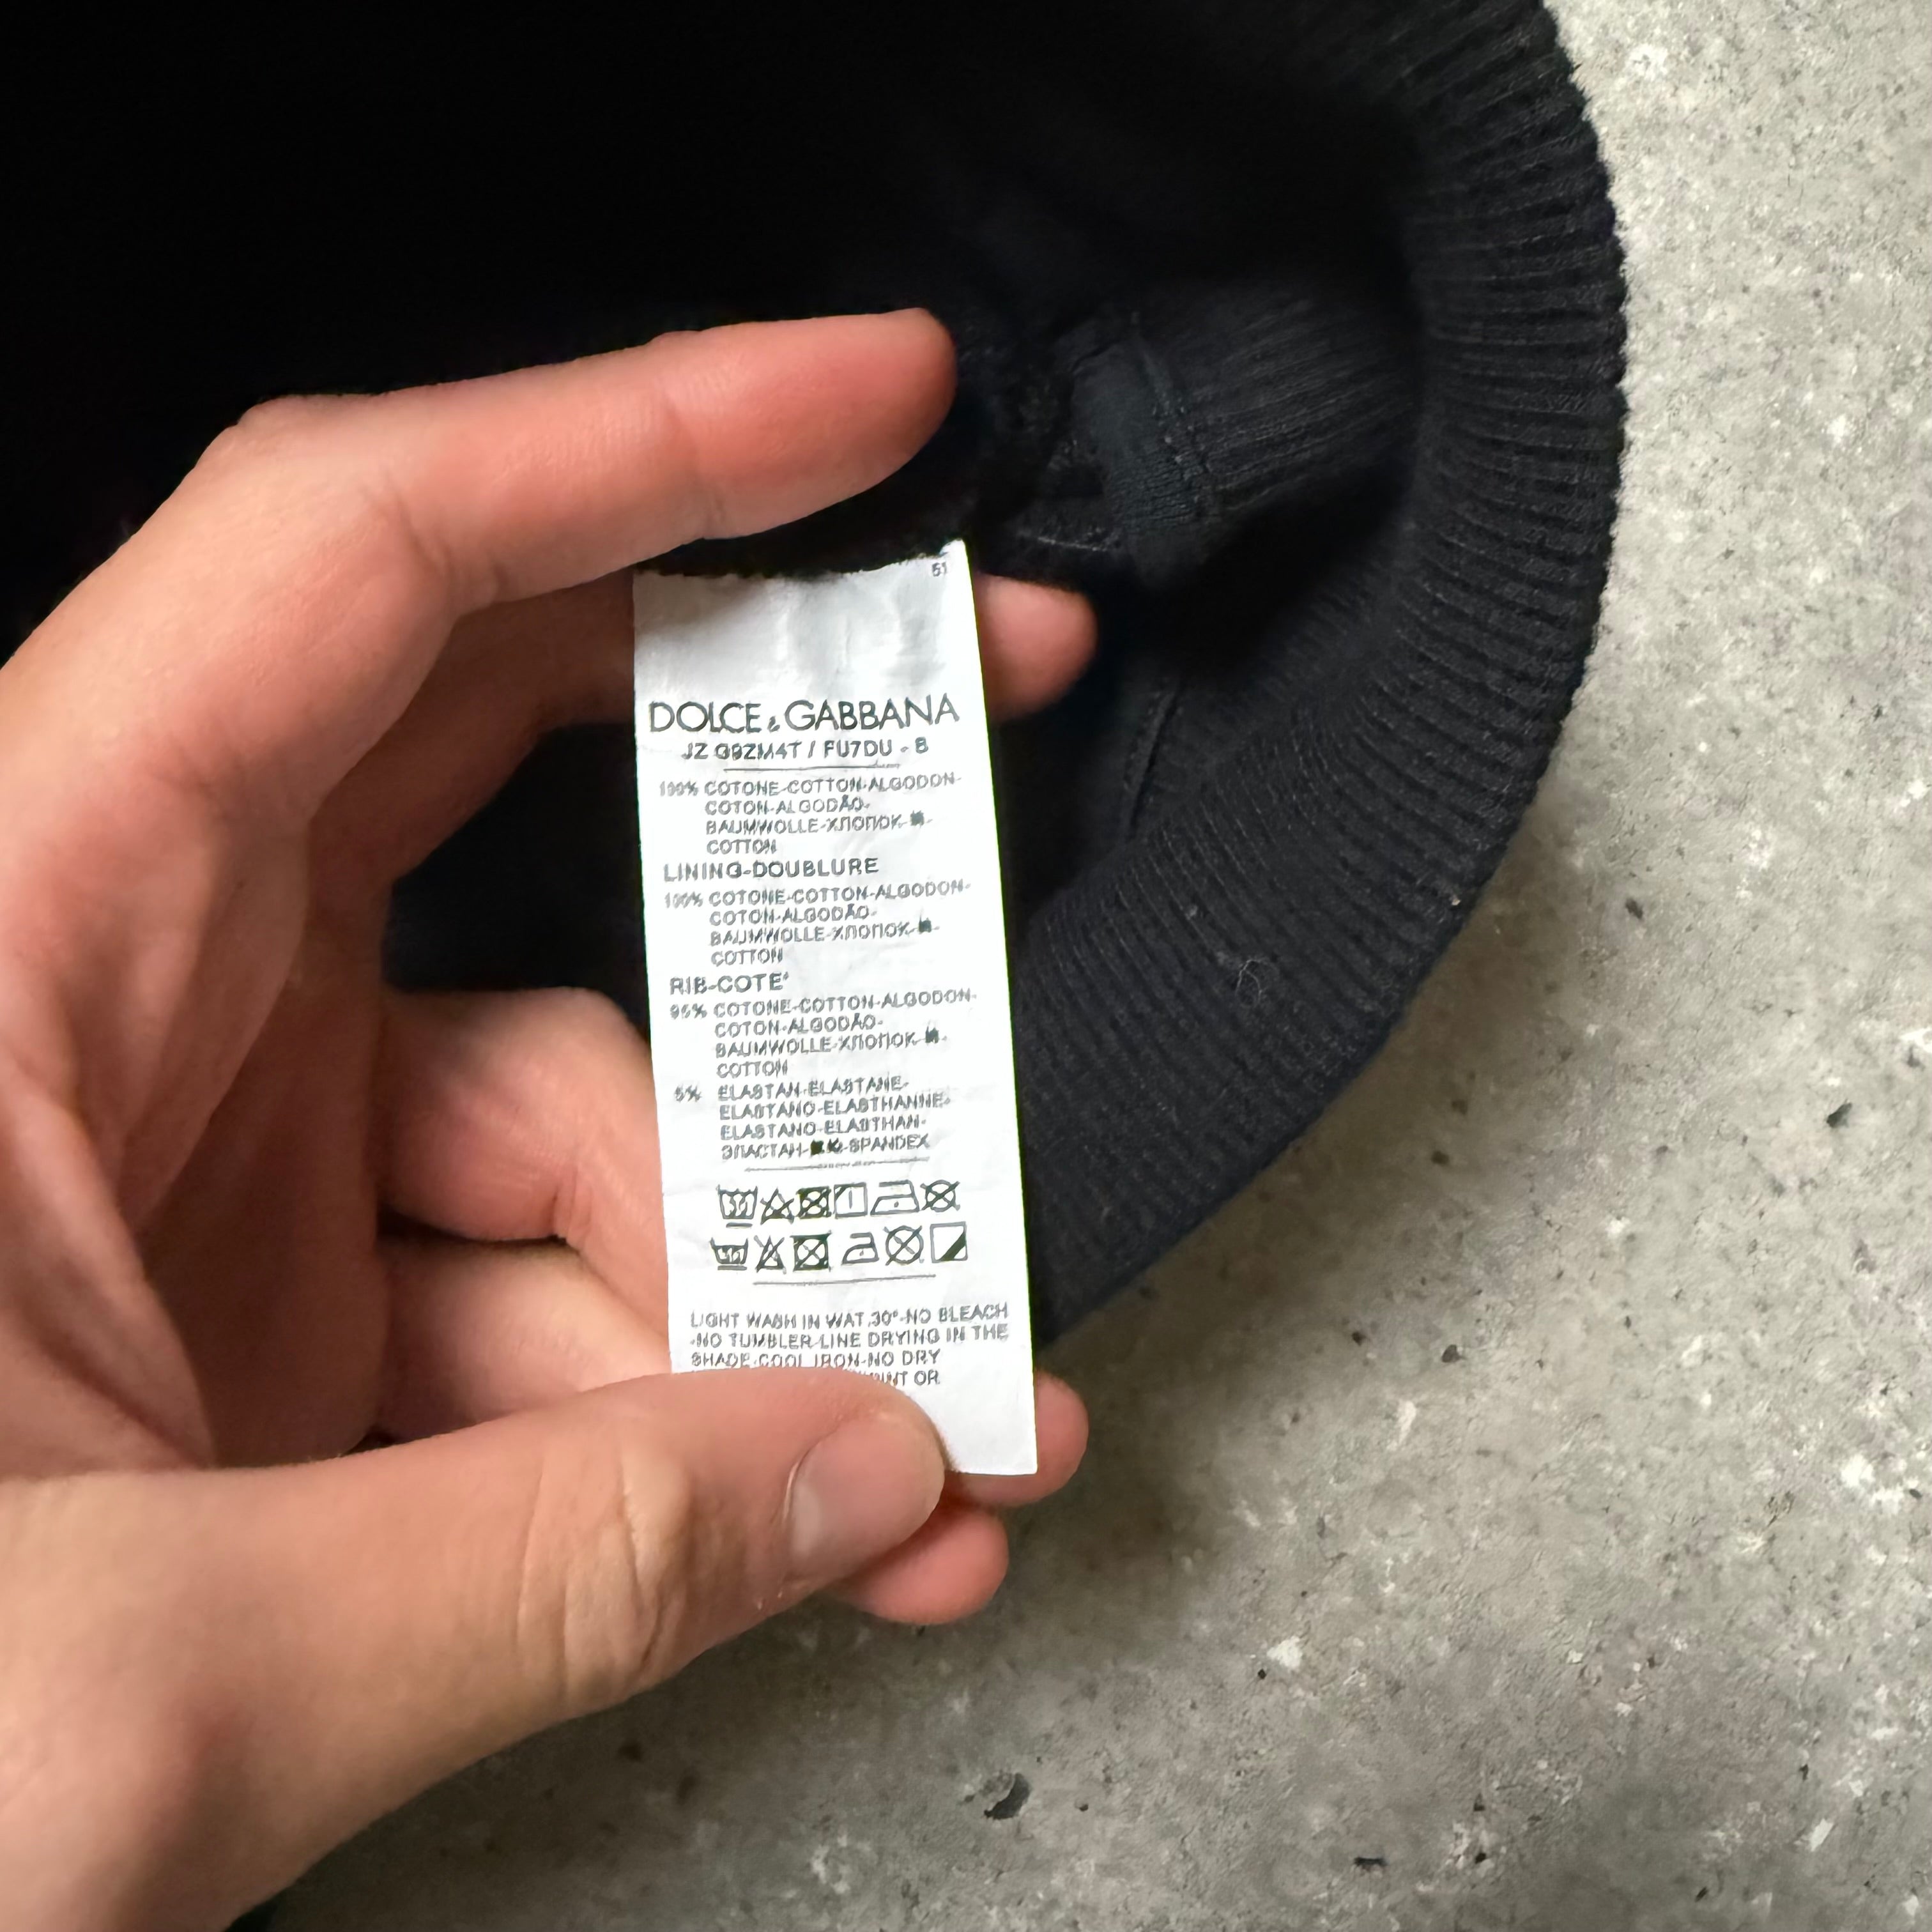 51
DOLCE & GABBANA
JZ G9ZM4T / FU7DU - 8
100% COTONE-COTTON-ALGODON-
COTON-ALGODÃO-
BAUMWOLLE-ХЛОПОК-
COTTON
LINING-DOUBLURE
100% COTONE-COTTON-ALGODON-
COTON-ALGODÃO-
BAUMWOLLE-ХЛОПОК-
COTTON
RIB-COTE'
95% COTONE-COTTON-ALGODON-
COTON-ALGODÃO-
BAUMWOLLE-ХЛОПОК-
COTTON
5% ELASTAN-ELASTANE-
ELASTANO-ELASTHANNE-
ELASTANO-ELASTHAN-
ЭЛАСТАН-SPANDEX
LIGHT WASH IN WAT.30°-NO BLEACH
-NO TUMBLER-LINE DRYING IN THE
SHADE-COOL IRON-NO DRY
OR